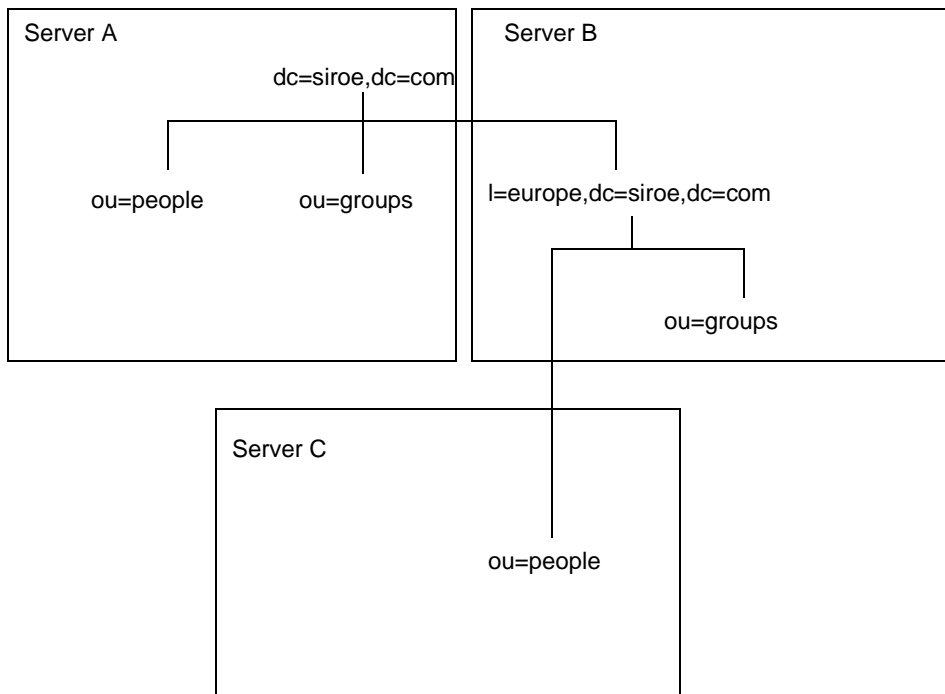 Server A
dc=siroe,dc=com
ou=people
ou=groups
Server B
l=europe,dc=siroe,dc=com
ou=groups
Server C
ou=people